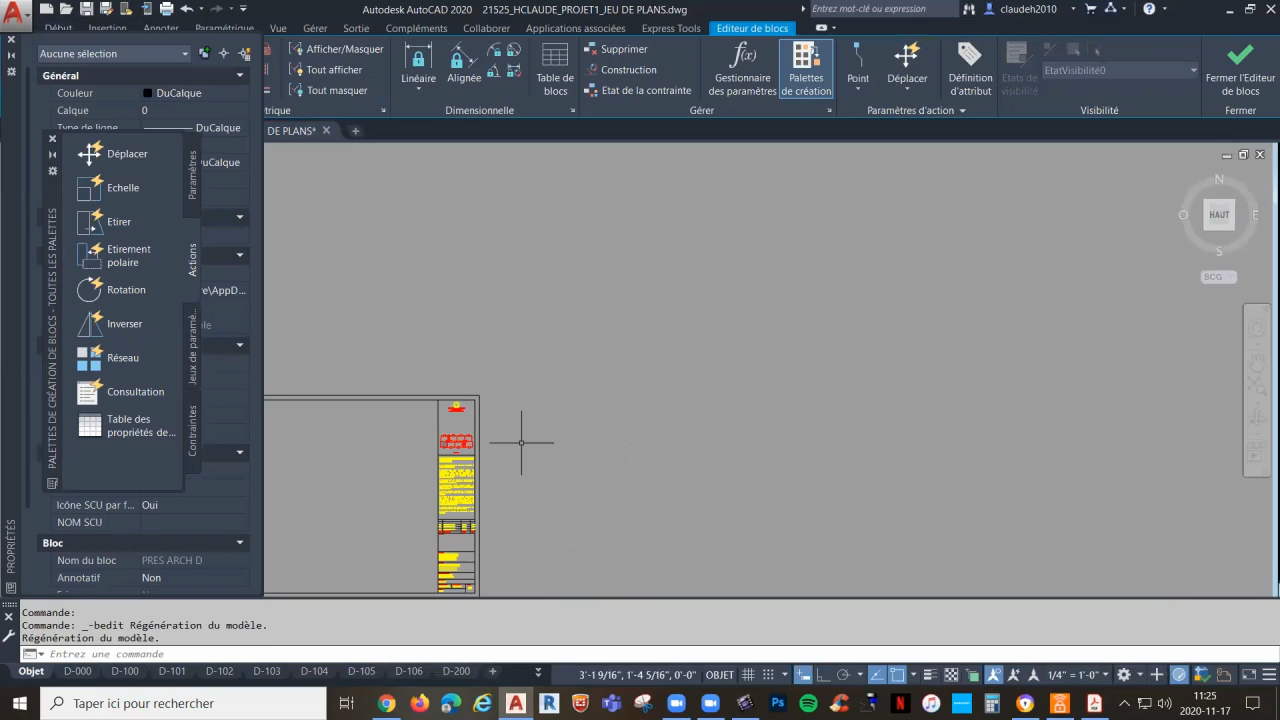 Autodesk AutoCAD 2020 21525_HCLAUDE_PROJET1_JEU DE PLANS.dwg
Entrez mot-clé ou expression
claudeh2010
Début Insertion Annoter Gérer Sortie Compléments Collaborer Applications associées Express Tools Editeur de blocs
Aucune sélection
Général
Couleur DuCalque
Calque 0
Type de ligne DuCalque
DuCalque
Afficher/Masquer
Tout afficher
Tout masquer
Linéaire
Alignée
Table de blocs
Dimensionnelle
Supprimer
Construction
Etat de la contrainte
Gérer
Gestionnaire des paramètres
Palettes de création
Point
Déplacer
Paramètres d'action
Définition d'attribut
Etats de visibilité
EtatVisibilité0
Visibilité
Fermer l'Editeur de blocs
Fermer
DE PLANS*
Déplacer
Echelle
Etirer
Etirement polaire
Rotation
Inverser
Réseau
Consultation
Table des propriétés de...
Paramètres
Actions
Jeux de paramè...
Contraintes
PALETTES DE CRÉATION DE BLOCS - TOUTES LES PALETTES
PROPRIÉTÉS
re\AppD...
Icône SCU par f... Oui
NOM SCU
Bloc
Nom du bloc PRES ARCH D
Annotatif Non
N
O HAUT E
S
BCG
Commande:
Commande: _-bedit Régénération du modèle.
Régénération du modèle.
Entrez une commande
Objet D-000 D-100 D-101 D-102 D-103 D-104 D-105 D-106 D-200
3'-1 9/16", 1'-4 5/16", 0'-0" OBJET
1/4" = 1'-0"
Taper ici pour rechercher
11:25
2020-11-17